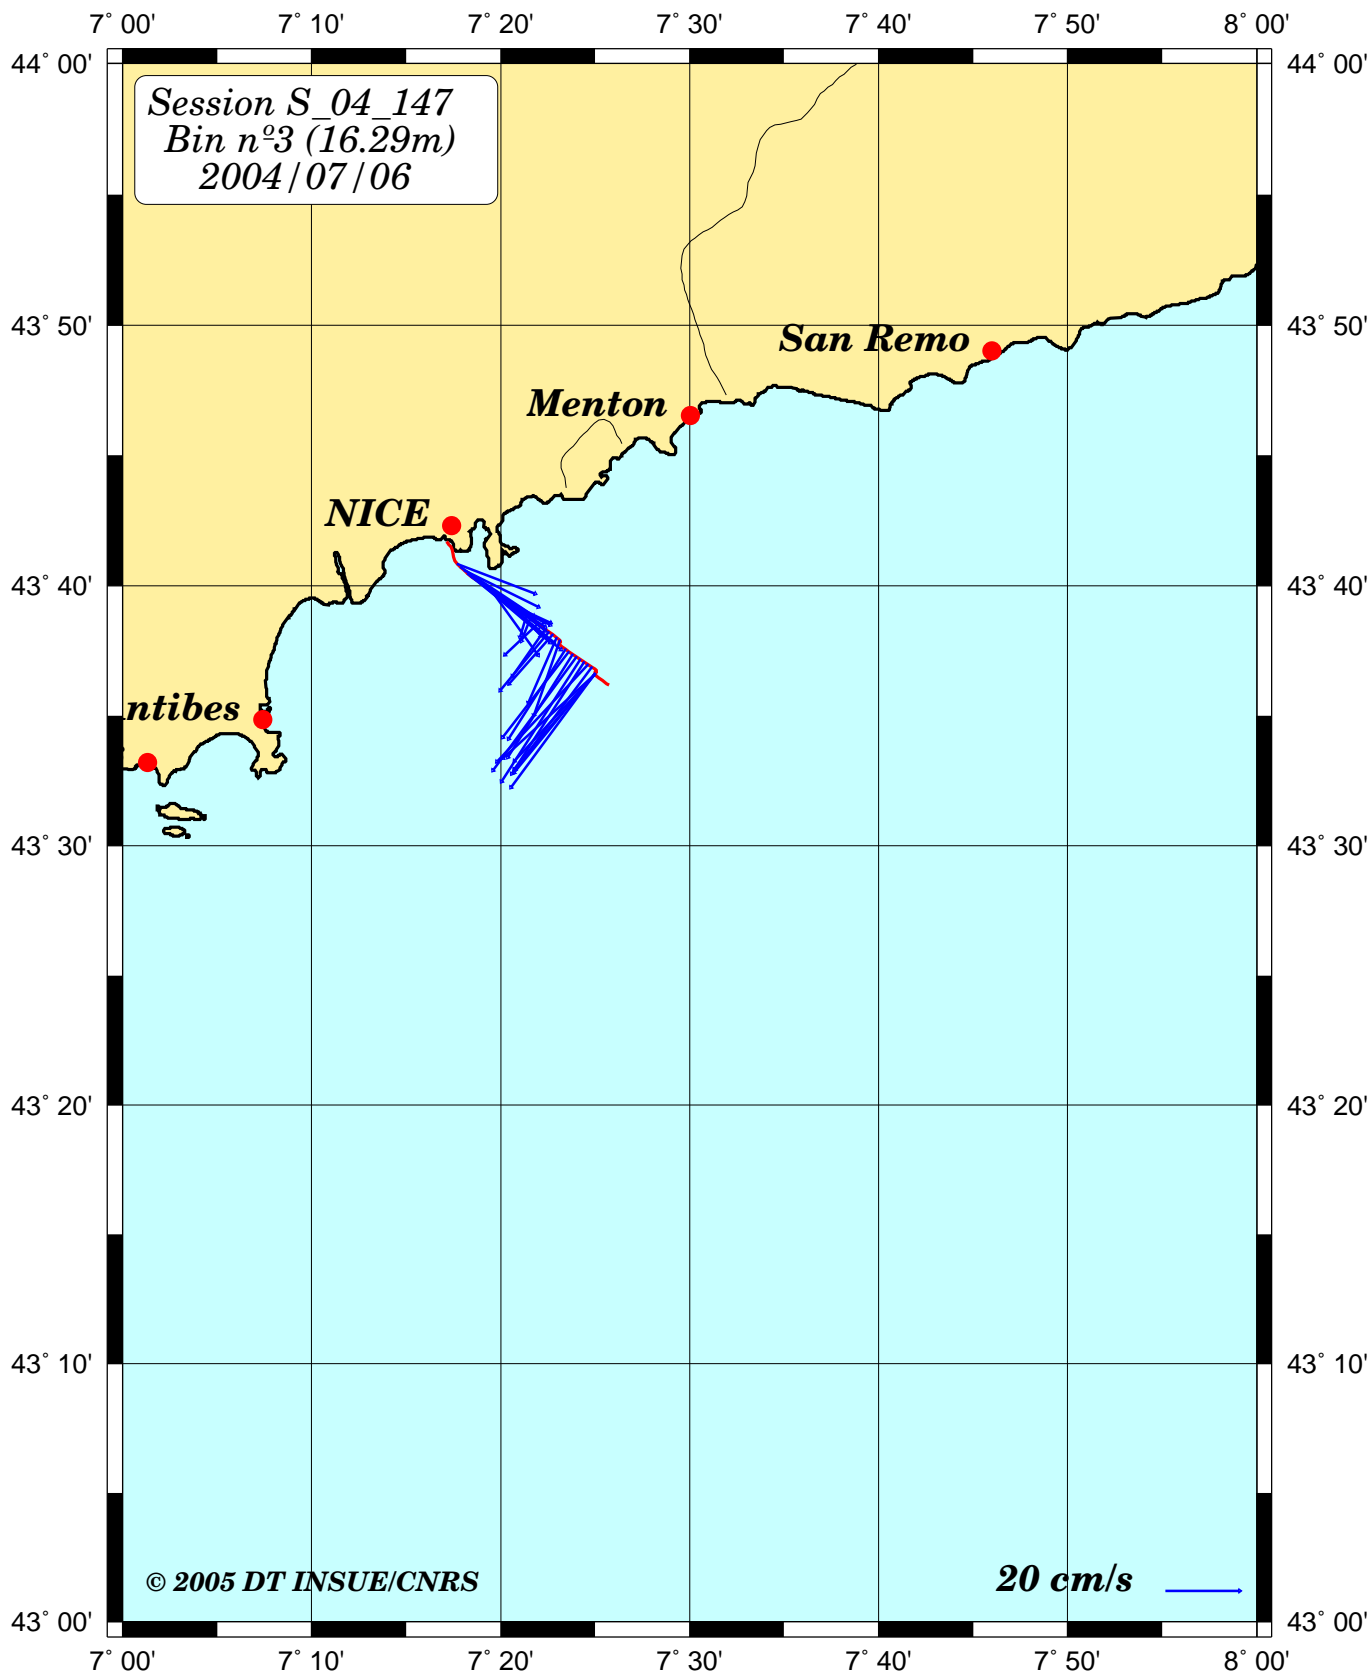 7° 00' 7° 10' 7° 20' 7° 30' 7° 40' 7° 50' 8° 00'
44° 00' 44° 00'
Session S_04_147
Bin nº3 (16.29m)
2004/07/06
43° 50' 43° 50'
San Remo
Menton
NICE
43° 40' 43° 40'
ntibes
43° 30' 43° 30'
43° 20' 43° 20'
43° 10' 43° 10'
© 2005 DT INSUE/CNRS 20 cm/s
43° 00' 43° 00'
7° 00' 7° 10' 7° 20' 7° 30' 7° 40' 7° 50' 8° 00'